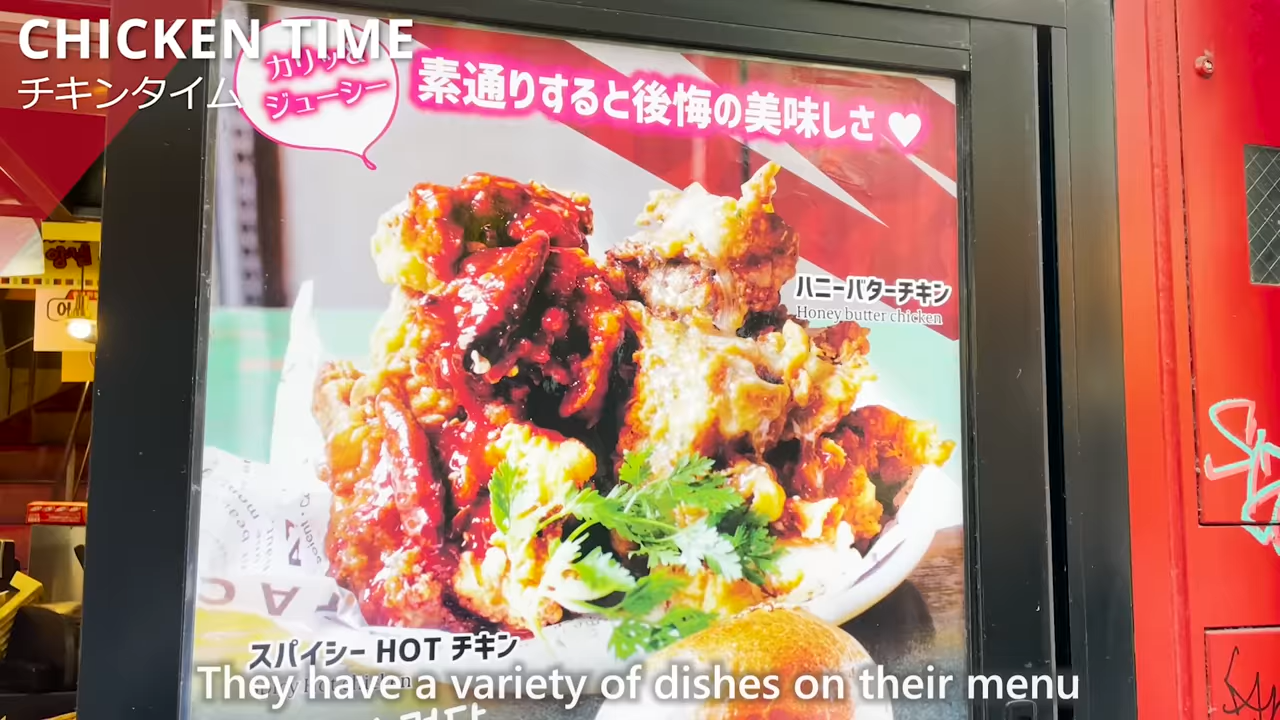 CHICKEN TIME
チキンタイム
カリッと
ジューシー
素通りすると後悔の美味しさ♥
ハニーバターチキン
Honey butter chicken
スパイシー HOT チキン
They have a variety of dishes on their menu